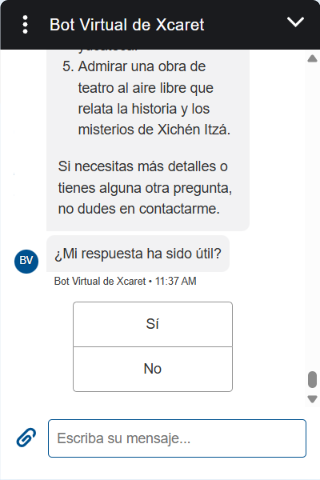 Bot Virtual de Xcaret
5. Admirar una obra de
teatro al aire libre que
relata la historia y los
misterios de Xichén Itzá.
Si necesitas más detalles o
tienes alguna otra pregunta,
no dudes en contactarme.
BV
¿Mi respuesta ha sido útil?
Bot Virtual de Xcaret • 11:37 AM
Sí
No
Escriba su mensaje...